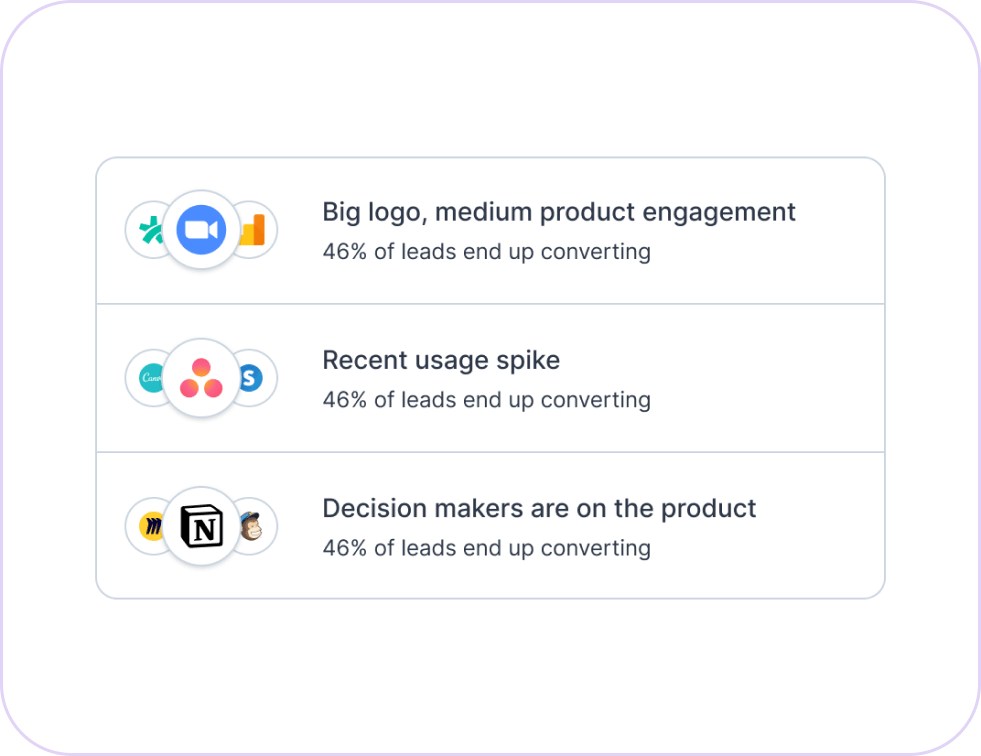 Big logo, medium product engagement
46% of leads end up converting
Canva
Recent usage spike
46% of leads end up converting
S
N
Decision makers are on the product
46% of leads end up converting